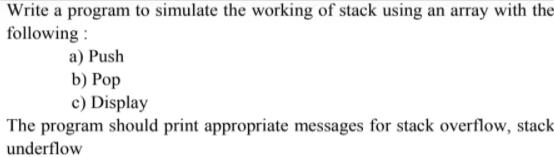 Write a program to simulate the working of stack using an array with the
following :
a) Push
b) Pop
c) Display
The program should print appropriate messages for stack overflow, stack
underflow